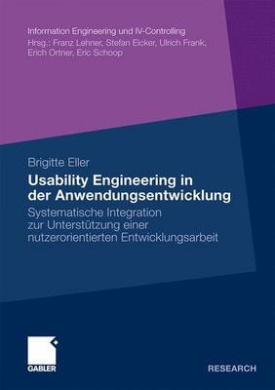 Information Engineering und IV-Controlling
Hrsg.: Franz Lehner, Stefan Eicker, Ulrich Frank,
Erich Ortner, Eric Schoop
Brigitte Eller
Usability Engineering in
der Anwendungsentwicklung
Systematische Integration
zur Unterstützung einer
nutzerorientierten Entwicklungsarbeit
GABLER
RESEARCH